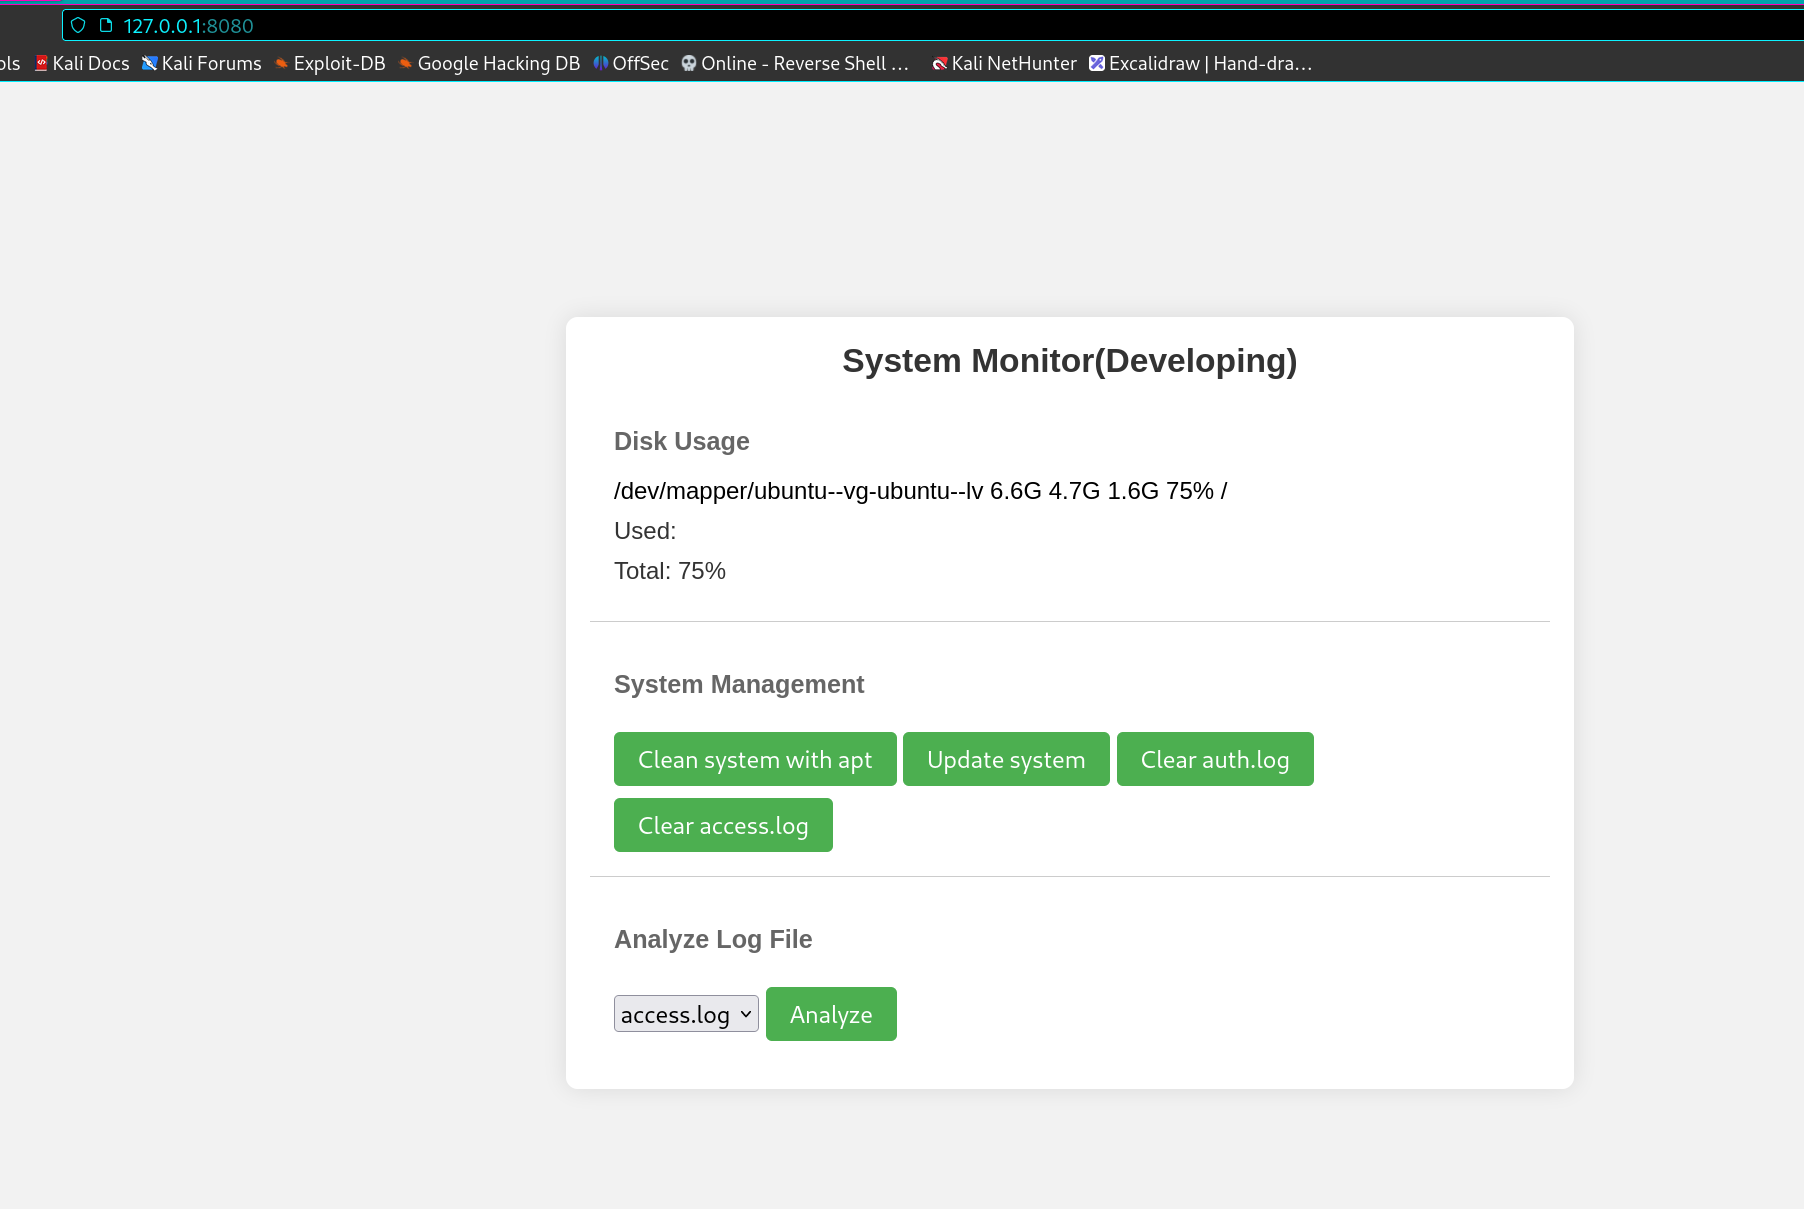 127.0.0.1:8080
ols Kali Docs Kali Forums Exploit-DB Google Hacking DB OffSec Online - Reverse Shell … Kali NetHunter Excalidraw | Hand-dra…
System Monitor(Developing)
Disk Usage
/dev/mapper/ubuntu--vg-ubuntu--lv 6.6G 4.7G 1.6G 75% /
Used:
Total: 75%
System Management
Clean system with apt Update system Clear auth.log
Clear access.log
Analyze Log File
access.log Analyze